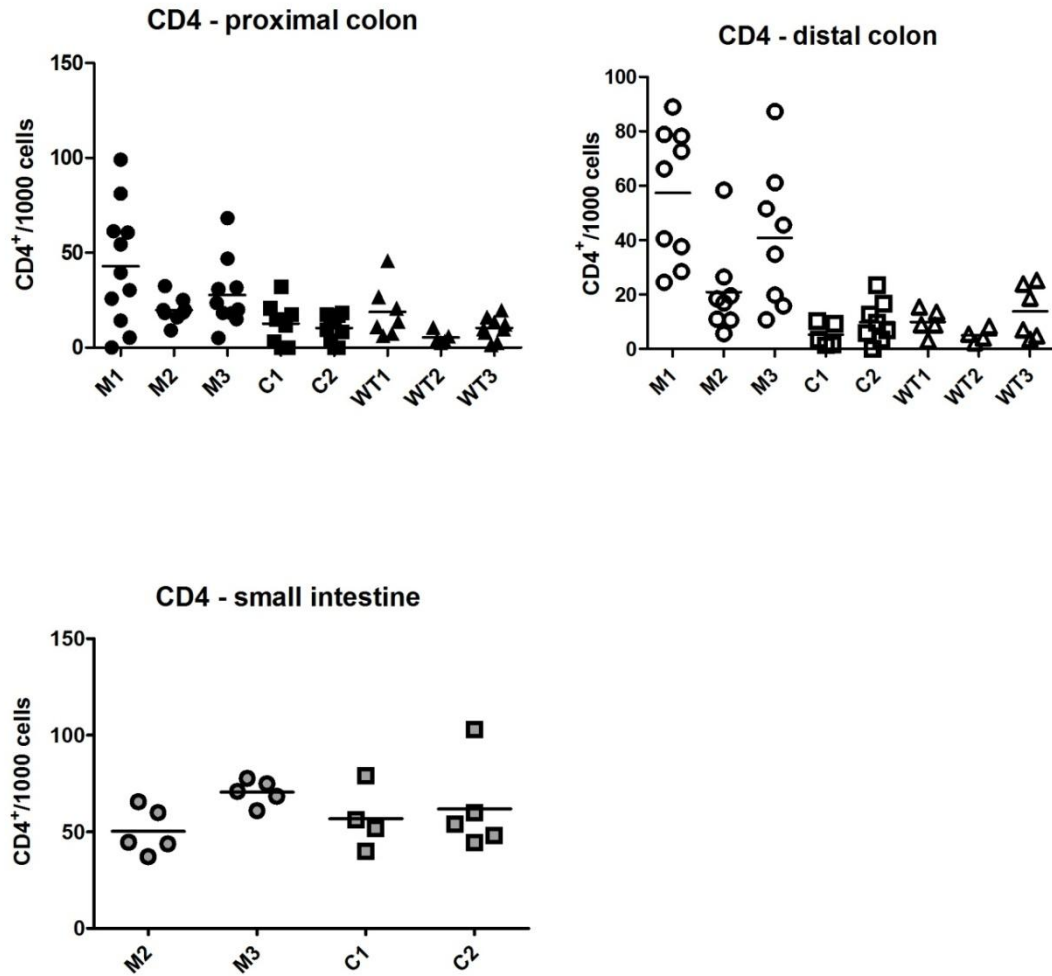 CD4 - proximal colon
CD4⁺/1000 cells
150
100
50
0
M1 M2 M3 C1 C2 WT1 WT2 WT3
CD4 - distal colon
CD4⁺/1000 cells
100
80
60
40
20
0
M1 M2 M3 C1 C2 WT1 WT2 WT3
CD4 - small intestine
CD4⁺/1000 cells
150
100
50
0
M2 M3 C1 C2